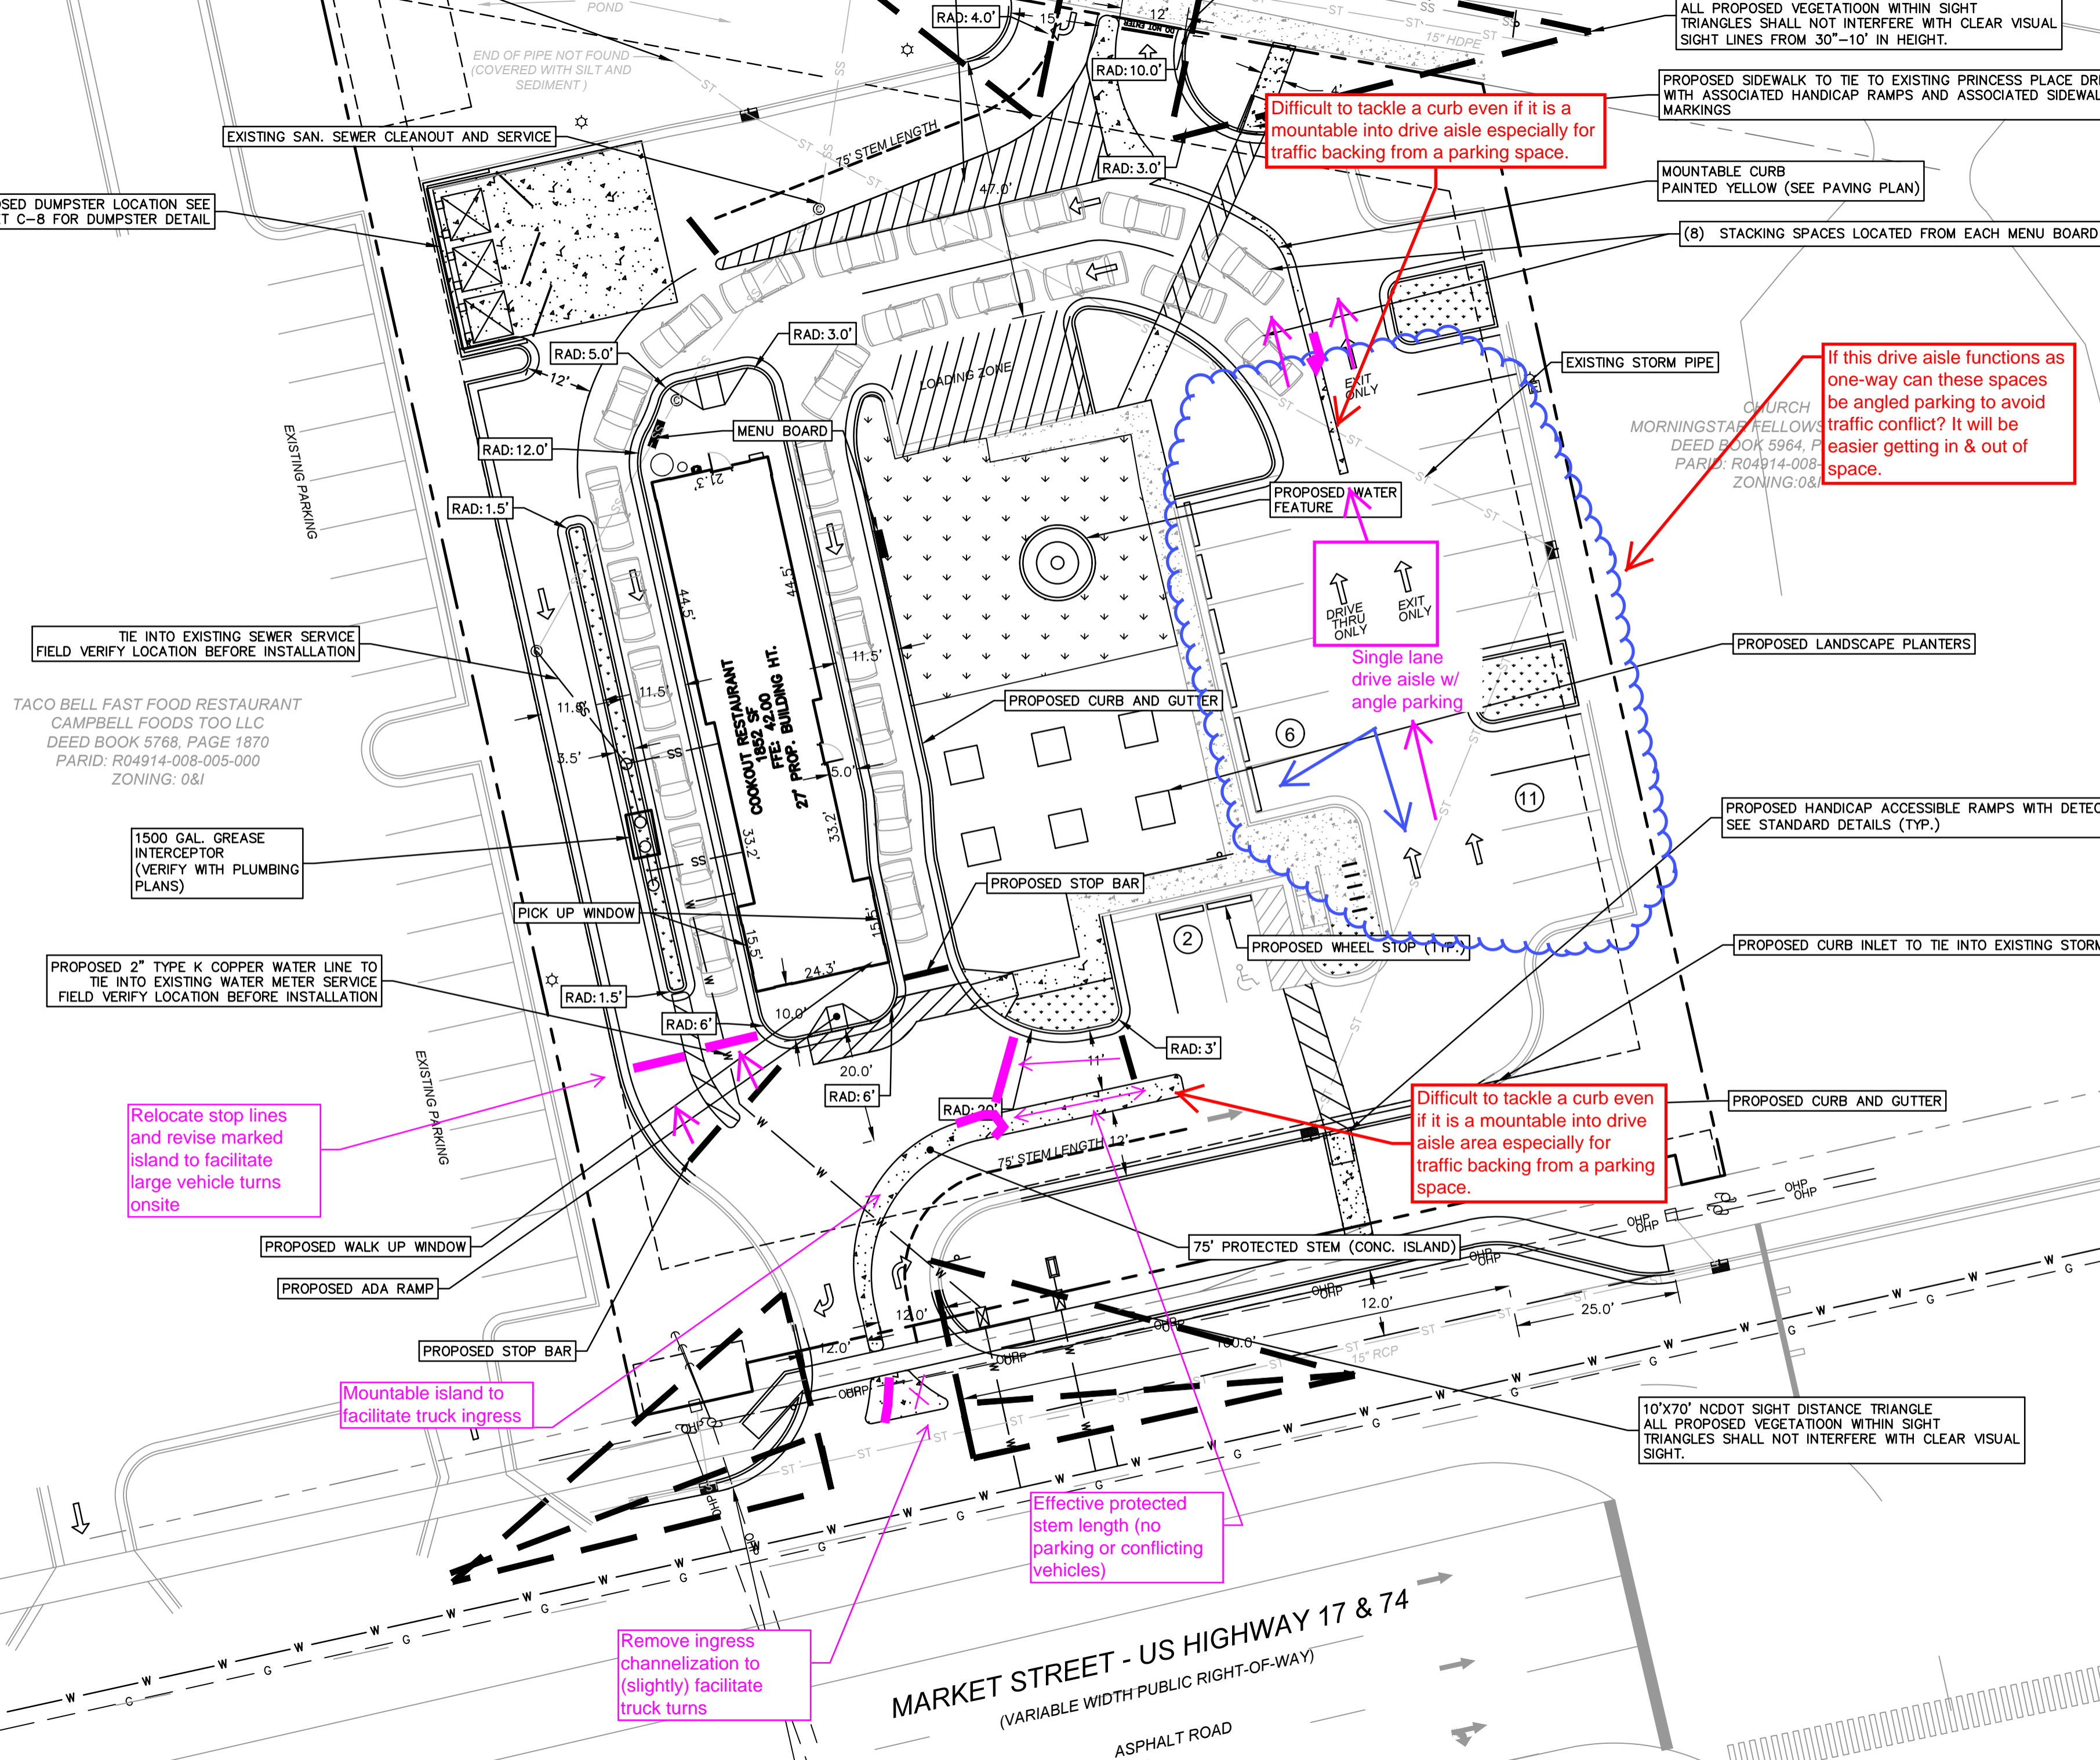 POND
RAD: 4.0'
15'
12'
DO NOT ENTER
ST
ST
SS
ST
15" HDPE
SS
ST
ALL PROPOSED VEGETATIOON WITHIN SIGHT
TRIANGLES SHALL NOT INTERFERE WITH CLEAR VISUAL
SIGHT LINES FROM 30"-10' IN HEIGHT.
END OF PIPE NOT FOUND
(COVERED WITH SILT AND
SEDIMENT )
RAD: 10.0'
4'
PROPOSED SIDEWALK TO TIE TO EXISTING PRINCESS PLACE
WITH ASSOCIATED HANDICAP RAMPS AND ASSOCIATED
MARKINGS
Difficult to tackle a curb even if it is a
mountable into drive aisle especially for
traffic backing from a parking space.
EXISTING SAN. SEWER CLEANOUT AND SERVICE
75' STEM LENGTH
RAD: 3.0'
47.0'
MOUNTABLE CURB
PAINTED YELLOW (SEE PAVING PLAN)
DUMPSTER LOCATION SEE
C-8 FOR DUMPSTER DETAIL
(8) STACKING SPACES LOCATED FROM EACH MENU BOARD
RAD: 3.0'
RAD: 5.0'
12'
LOADING ZONE
EXIT
ONLY
EXISTING STORM PIPE
If this drive aisle functions as
one-way can these spaces
be angled parking to avoid
traffic conflict? It will be
easier getting in & out of
space.
CHURCH
MORNINGSTAR
DEED BOOK 5964,
PARID: R04914-008-
ZONING:0&I
EXISTING PARKING
RAD: 12.0'
MENU BOARD
21.3'
RAD: 1.5'
PROPOSED WATER
FEATURE
44.5'
44.5'
DRIVE
THRU
ONLY
EXIT
ONLY
TIE INTO EXISTING SEWER SERVICE
FIELD VERIFY LOCATION BEFORE INSTALLATION
11.5'
Single lane
drive aisle w/
angle parking
PROPOSED LANDSCAPE PLANTERS
TACO BELL FAST FOOD RESTAURANT
CAMPBELL FOODS TOO LLC
DEED BOOK 5768, PAGE 1870
PARID: R04914-008-005-000
ZONING: 0&I
11.5'
3.5'
SS
COOKOUT RESTAURANT
1852 SF
FFE: 42.00
27' PROP. BUILDING HT.
PROPOSED CURB AND GUTTER
6
5.0'
11
1500 GAL. GREASE
INTERCEPTOR
(VERIFY WITH PLUMBING
PLANS)
33.2'
33.2'
SS
PROPOSED HANDICAP ACCESSIBLE RAMPS WITH
SEE STANDARD DETAILS (TYP.)
PROPOSED STOP BAR
PICK UP WINDOW
15.5'
24.3'
2
PROPOSED WHEEL STOP (TYP.)
PROPOSED CURB INLET TO TIE INTO EXISTING
PROPOSED 2" TYPE K COPPER WATER LINE TO
TIE INTO EXISTING WATER METER SERVICE
FIELD VERIFY LOCATION BEFORE INSTALLATION
RAD: 1.5'
RAD: 6'
10.0'
20.0'
RAD: 6'
11'
RAD: 3'
RAD: 20'
EXISTING PARKING
Relocate stop lines
and revise marked
island to facilitate
large vehicle turns
onsite
Difficult to tackle a curb even
if it is a mountable into drive
aisle area especially for
traffic backing from a parking
space.
PROPOSED CURB AND GUTTER
75' STEM LENGTH
12'
PROPOSED WALK UP WINDOW
PROPOSED ADA RAMP
75' PROTECTED STEM (CONC. ISLAND)
OHP
OHP
OHP
12.0'
12.0'
12.0'
25.0'
100.0'
PROPOSED STOP BAR
15" RCP
Mountable island to
facilitate truck ingress
10'X70' NCDOT SIGHT DISTANCE TRIANGLE
ALL PROPOSED VEGETATIOON WITHIN SIGHT
TRIANGLES SHALL NOT INTERFERE WITH CLEAR VISUAL
SIGHT.
Effective protected
stem length (no
parking or conflicting
vehicles)
Remove ingress
channelization to
(slightly) facilitate
truck turns
MARKET STREET - US HIGHWAY 17 & 74
(VARIABLE WIDTH PUBLIC RIGHT-OF-WAY)
ASPHALT ROAD